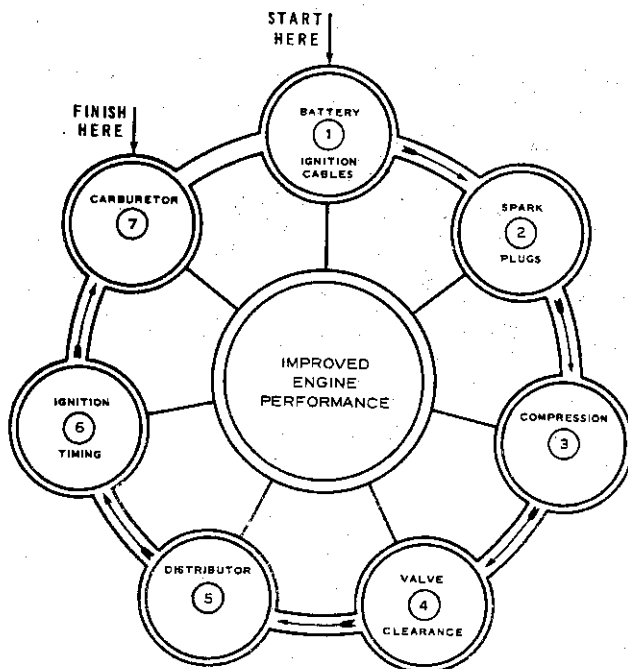 START
HERE
FINISH
HERE
BATTERY
1
IGNITION
CABLES
SPARK
2
PLUGS
COMPRESSION
3
VALVE
4
CLEARANCE
DISTRIBUTOR
5
IGNITION
6
TIMING
CARBURETOR
7
IMPROVED
ENGINE
PERFORMANCE